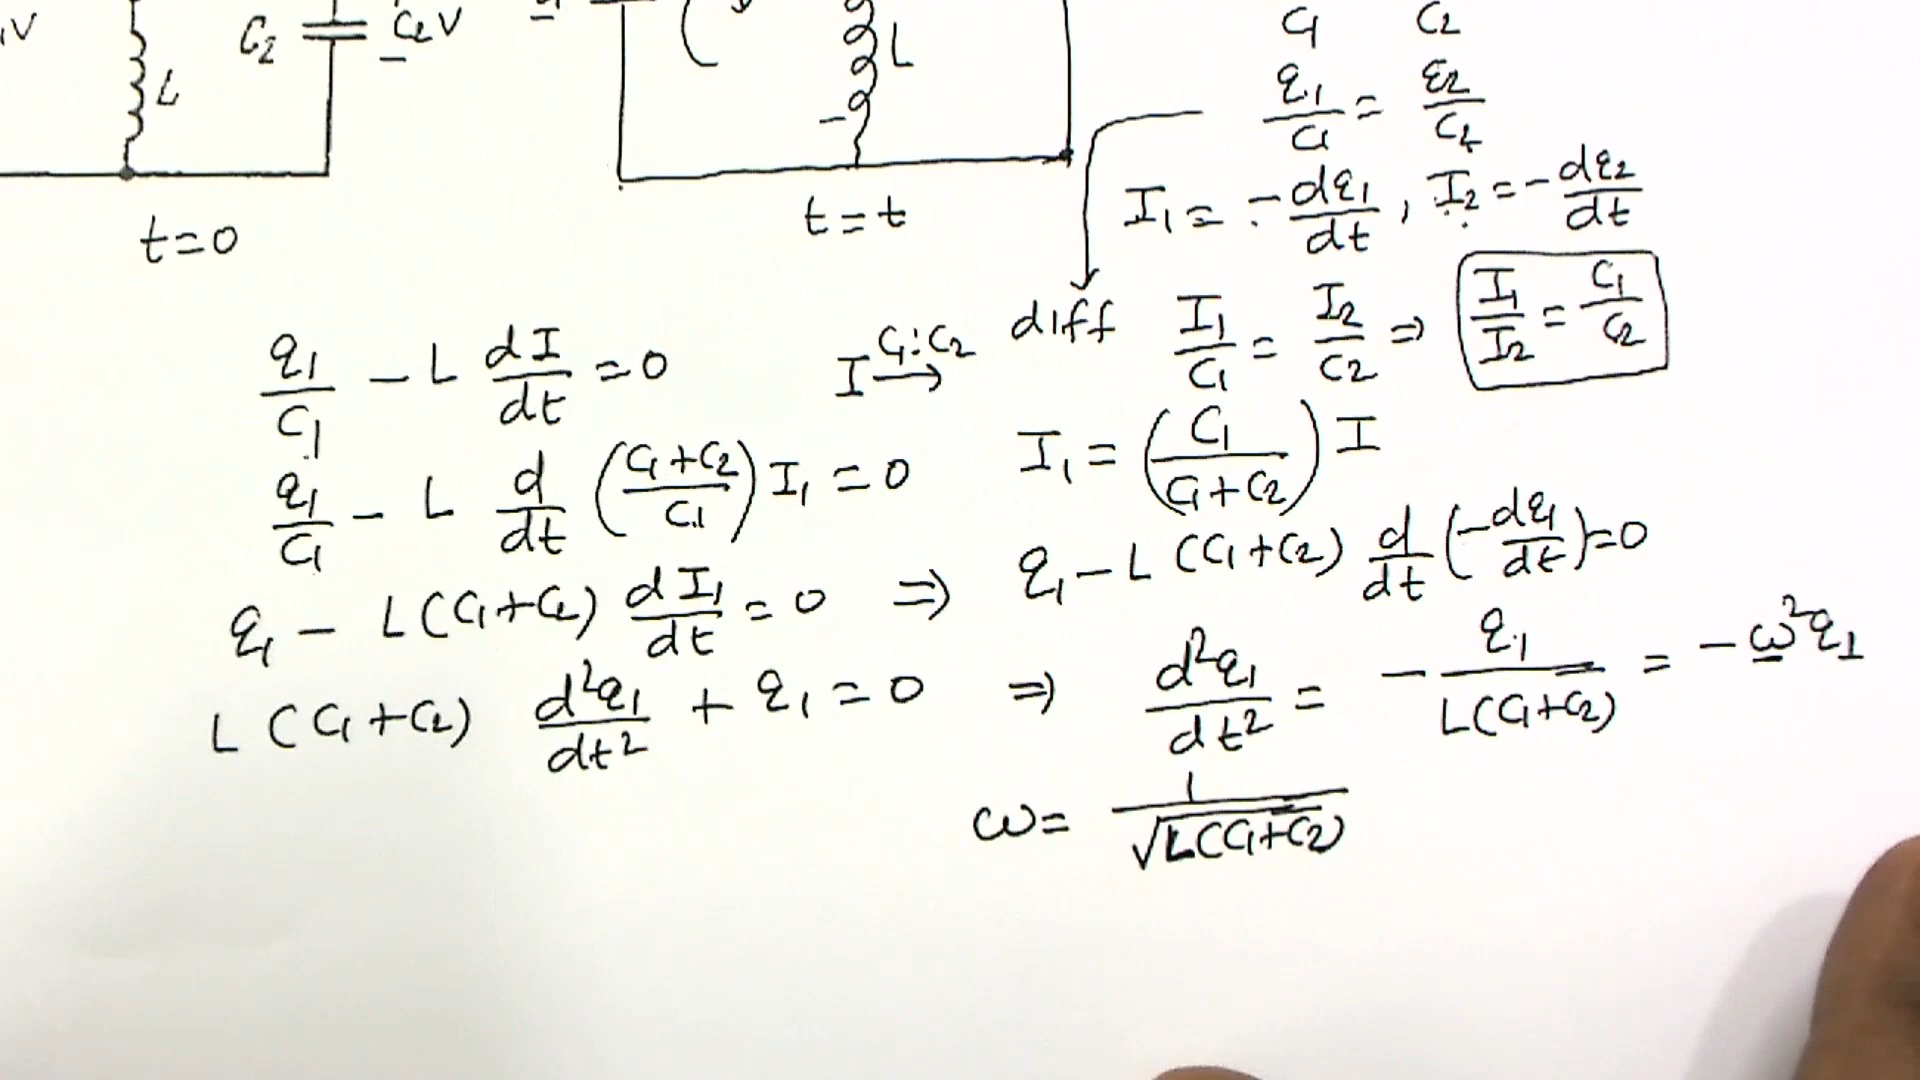 C₂ C₂V
L
L
t=0
t=t
C₁ C₂
q₁/C₁ = q₂/C₂
I₁ = -dq₁/dt, I₂ = -dq₂/dt
diff I₁/C₁ = I₂/C₂ ⇒ I₁/I₂ = C₁/C₂
q₁/C₁ - L dI/dt = 0
I C₁:C₂ →
I₁ = (C₁/(C₁+C₂)) I
q₁/C₁ - L d/dt ((C₁+C₂)/C₁) I₁ = 0
q₁ - L(C₁+C₂) dI₁/dt = 0 ⇒ q₁ - L(C₁+C₂) d/dt (-dq₁/dt) = 0
L(C₁+C₂) d²q₁/dt² + q₁ = 0 ⇒ d²q₁/dt² = - q₁/L(C₁+C₂) = -ω²q₁
ω = 1/√L(C₁+C₂)